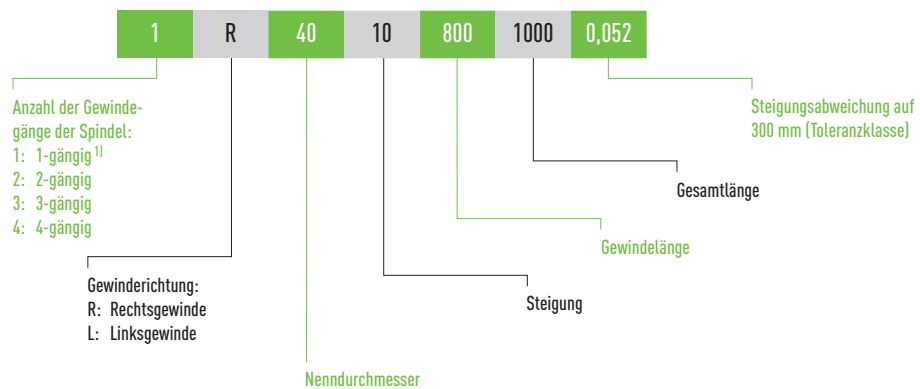 1 R 40 10 800 1000 0,052
Anzahl der Gewinde-
gänge der Spindel:
1: 1-gängig 1)
2: 2-gängig
3: 3-gängig
4: 4-gängig
Steigungsabweichung auf
300 mm (Toleranzklasse)
Gesamtlänge
Gewindelänge
Gewinderichtung:
R: Rechtsgewinde
L: Linksgewinde
Steigung
Nenndurchmesser